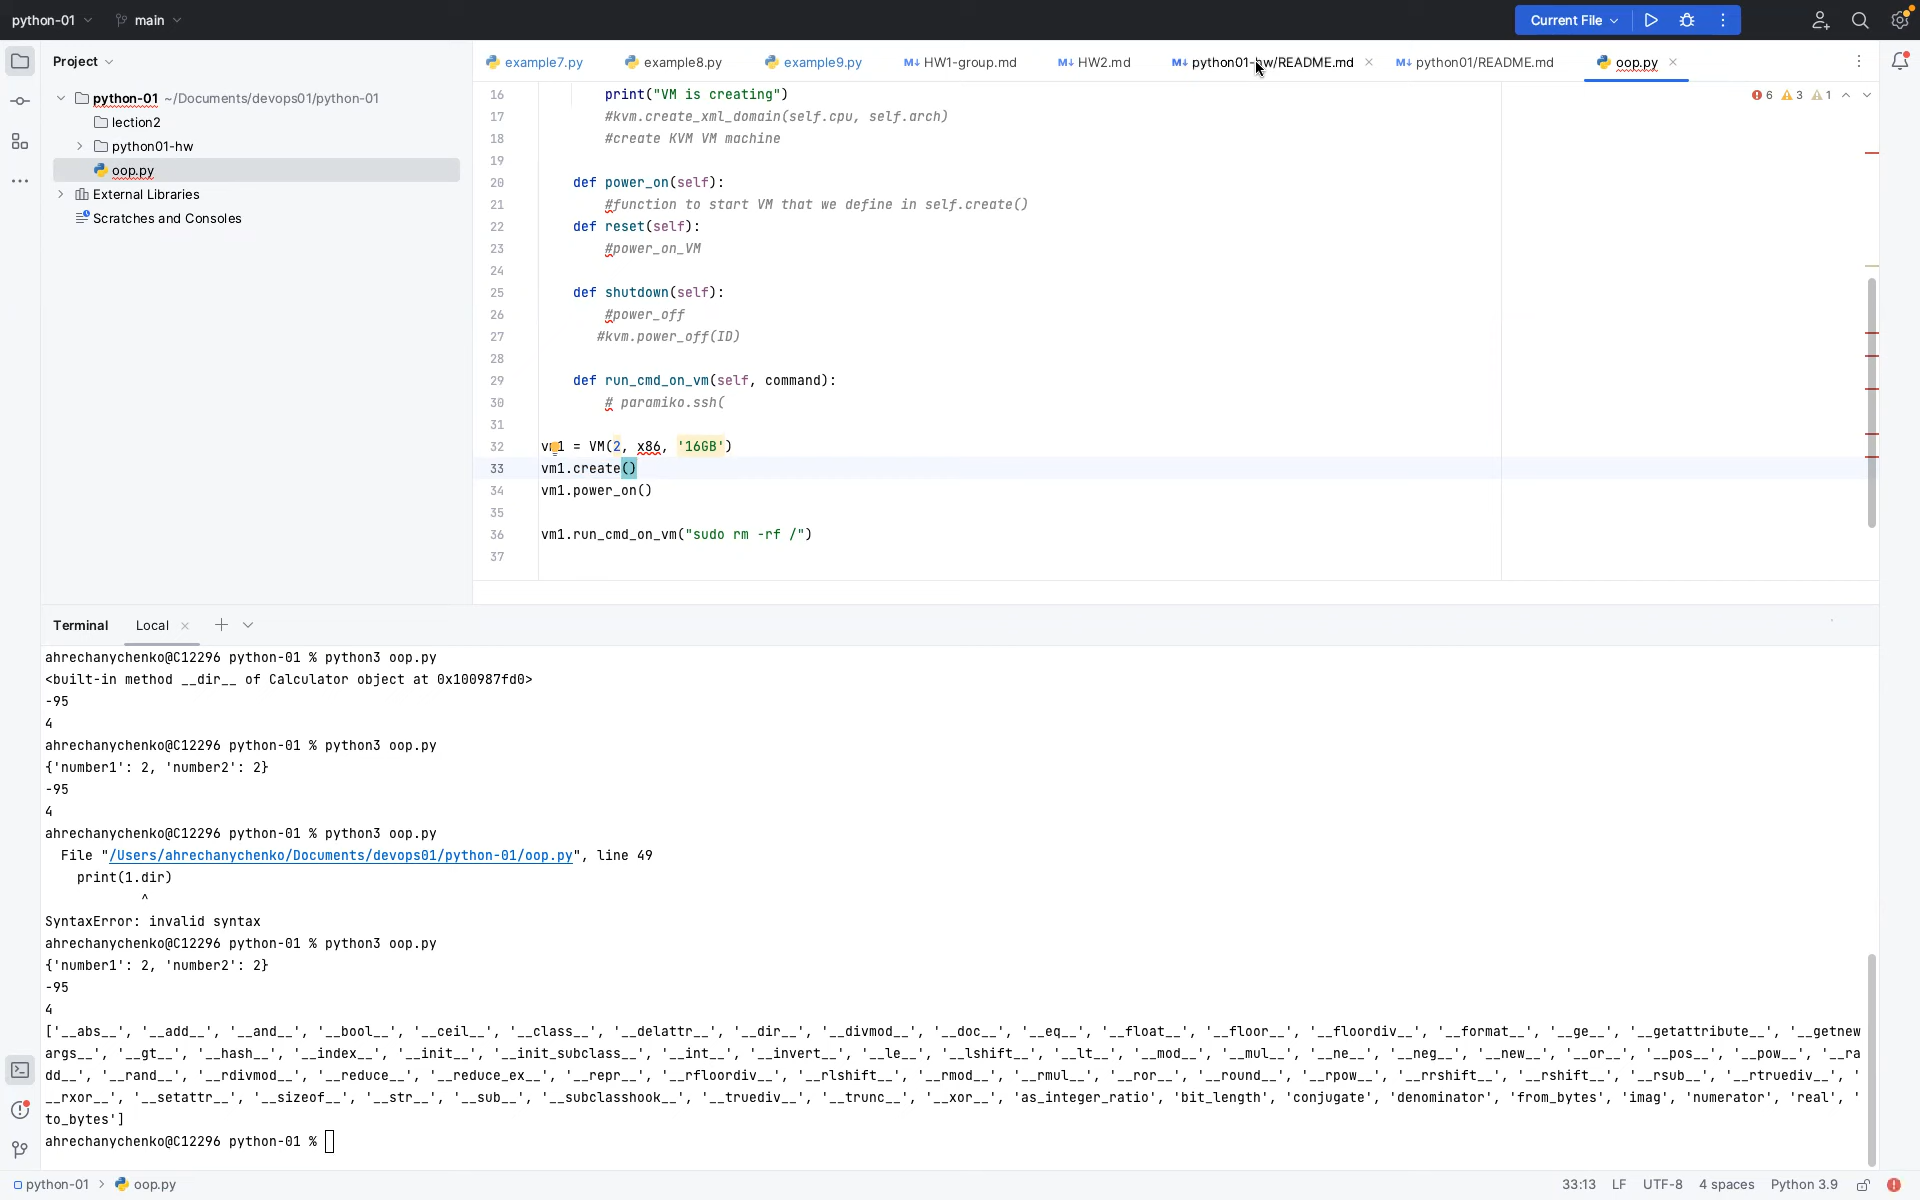 python-01 main Current File
Project
python-01 ~/Documents/devops01/python-01
lection2
python01-hw
oop.py
External Libraries
Scratches and Consoles
example7.py example8.py example9.py M↓ HW1-group.md M↓ HW2.md M↓ python01-hw/README.md M↓ python01/README.md oop.py
6 3 1
16 print("VM is creating")
17 #kvm.create_xml_domain(self.cpu, self.arch)
18 #create KVM VM machine
19
20 def power_on(self):
21 #function to start VM that we define in self.create()
22 def reset(self):
23 #power_on_VM
24
25 def shutdown(self):
26 #power_off
27 #kvm.power_off(ID)
28
29 def run_cmd_on_vm(self, command):
30 # paramiko.ssh(
31
32 vm1 = VM(2, x86, '16GB')
33 vm1.create()
34 vm1.power_on()
35
36 vm1.run_cmd_on_vm("sudo rm -rf /")
37
Terminal Local
ahrechanychenko@C12296 python-01 % python3 oop.py
<built-in method __dir__ of Calculator object at 0x100987fd0>
-95
4
ahrechanychenko@C12296 python-01 % python3 oop.py
{'number1': 2, 'number2': 2}
-95
4
ahrechanychenko@C12296 python-01 % python3 oop.py
File "/Users/ahrechanychenko/Documents/devops01/python-01/oop.py", line 49
print(1.dir)
^
SyntaxError: invalid syntax
ahrechanychenko@C12296 python-01 % python3 oop.py
{'number1': 2, 'number2': 2}
-95
4
['__abs__', '__add__', '__and__', '__bool__', '__ceil__', '__class__', '__delattr__', '__dir__', '__divmod__', '__doc__', '__eq__', '__float__', '__floor__', '__floordiv__', '__format__', '__ge__', '__getattribute__', '__getnew
args__', '__gt__', '__hash__', '__index__', '__init__', '__init_subclass__', '__int__', '__invert__', '__le__', '__lshift__', '__lt__', '__mod__', '__mul__', '__ne__', '__neg__', '__new__', '__or__', '__pos__', '__pow__', '__ra
dd__', '__rand__', '__rdivmod__', '__reduce__', '__reduce_ex__', '__repr__', '__rfloordiv__', '__rlshift__', '__rmod__', '__rmul__', '__ror__', '__round__', '__rpow__', '__rrshift__', '__rshift__', '__rsub__', '__rtruediv__', '
__rxor__', '__setattr__', '__sizeof__', '__str__', '__sub__', '__subclasshook__', '__truediv__', '__trunc__', '__xor__', 'as_integer_ratio', 'bit_length', 'conjugate', 'denominator', 'from_bytes', 'imag', 'numerator', 'real', '
to_bytes']
ahrechanychenko@C12296 python-01 %
python-01 > oop.py 33:13 LF UTF-8 4 spaces Python 3.9